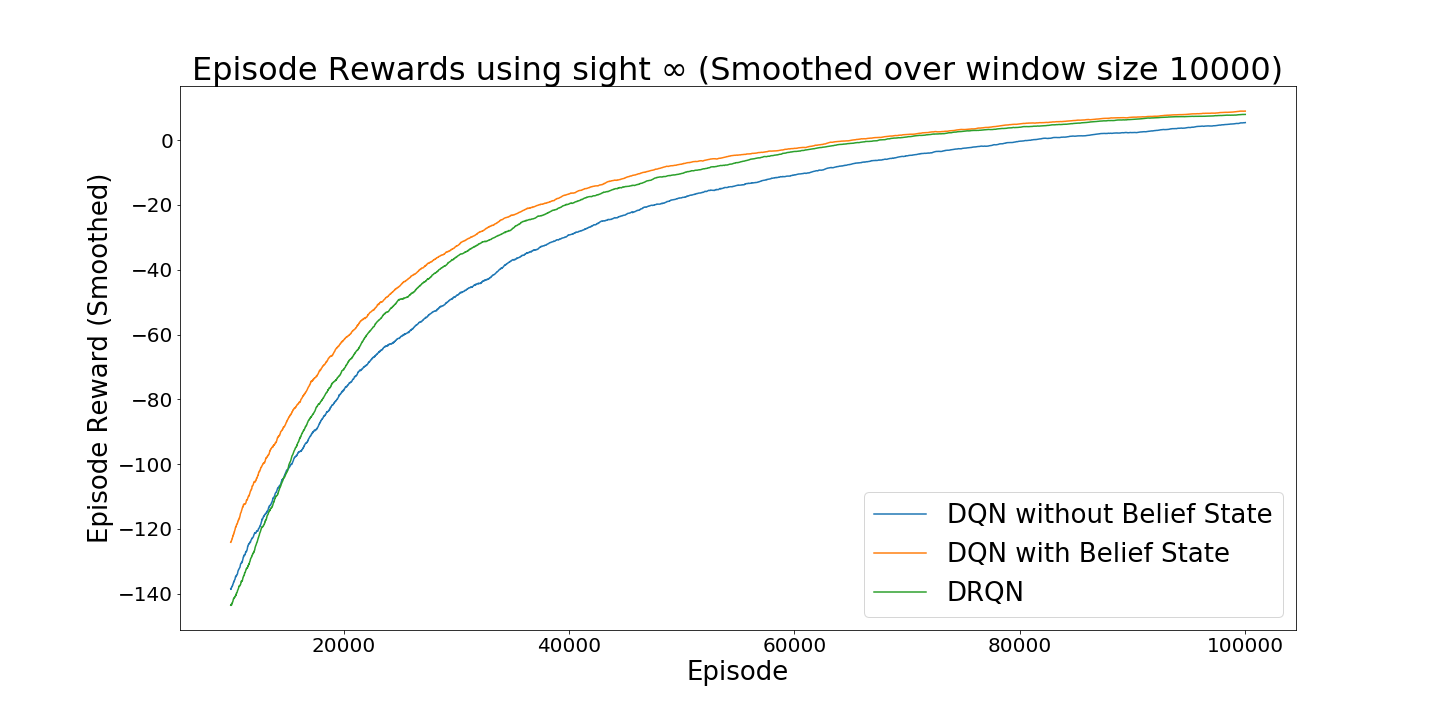 Episode Rewards using sight ∞ (Smoothed over window size 10000)
Episode Reward (Smoothed)
0
−20
−40
−60
−80
−100
−120
−140
20000 40000 60000 80000 100000
Episode
DQN without Belief State
DQN with Belief State
DRQN